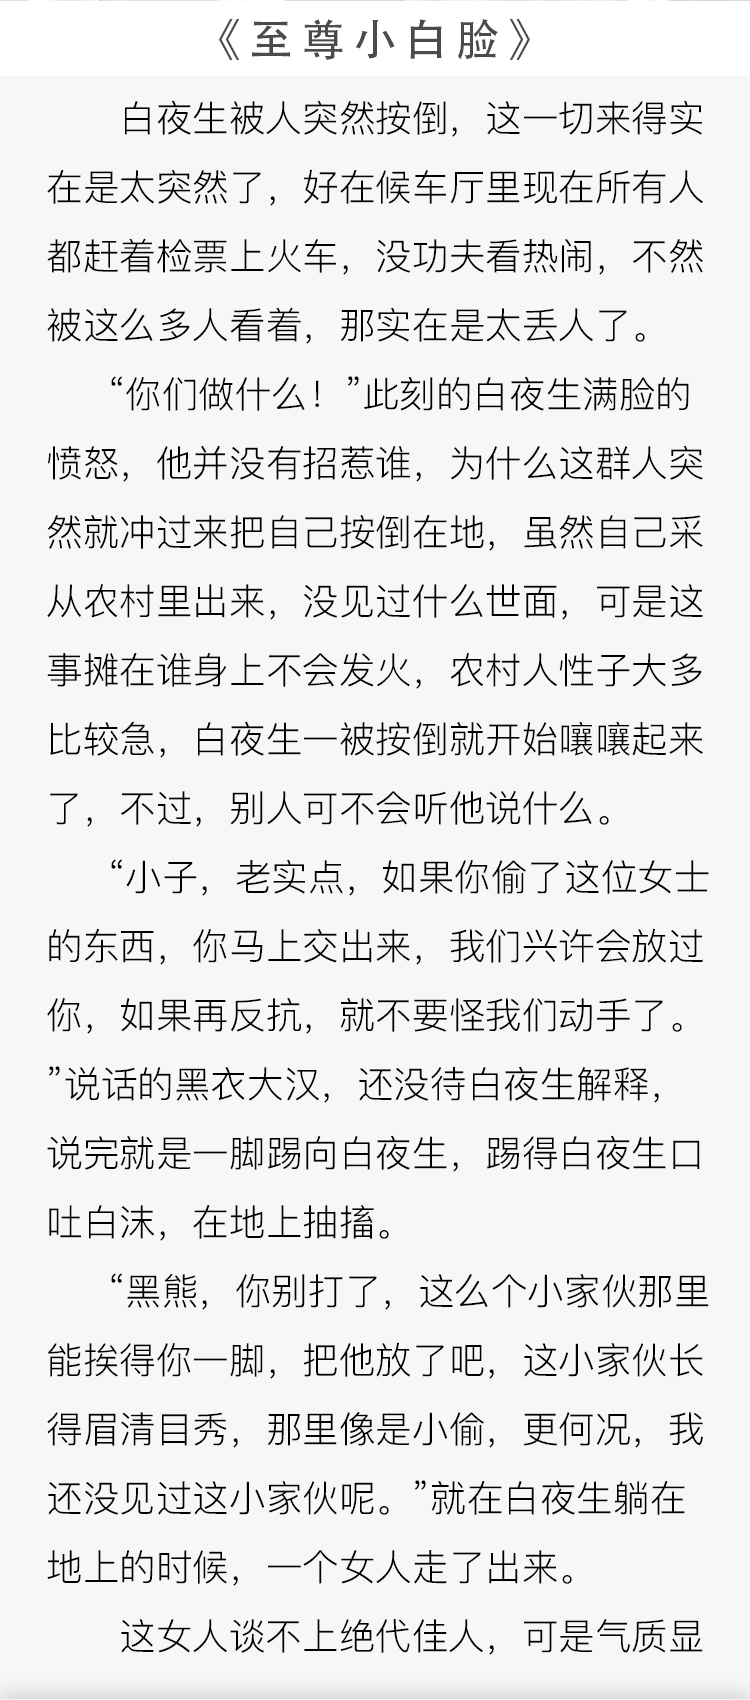 《至尊小白脸》
白夜生被人突然按倒，这一切来得实
在是太突然了，好在候车厅里现在所有人
都赶着检票上火车，没功夫看热闹，不然
被这么多人看着，那实在是太丢人了。
“你们做什么！”此刻的白夜生满脸的
愤怒，他并没有招惹谁，为什么这群人突
然就冲过来把自己按倒在地，虽然自己采
从农村里出来，没见过什么世面，可是这
事摊在谁身上不会发火，农村人性子大多
比较急，白夜生一被按倒就开始嚷嚷起来
了，不过，别人可不会听他说什么。
“小子，老实点，如果你偷了这位女士
的东西，你马上交出来，我们兴许会放过
你，如果再反抗，就不要怪我们动手了。
”说话的黑衣大汉，还没待白夜生解释，
说完就是一脚踢向白夜生，踢得白夜生口
吐白沫，在地上抽搐。
“黑熊，你别打了，这么个小家伙那里
能挨得你一脚，把他放了吧，这小家伙长
得眉清目秀，那里像是小偷，更何况，我
还没见过这小家伙呢。”就在白夜生躺在
地上的时候，一个女人走了出来。
这女人谈不上绝代佳人，可是气质显